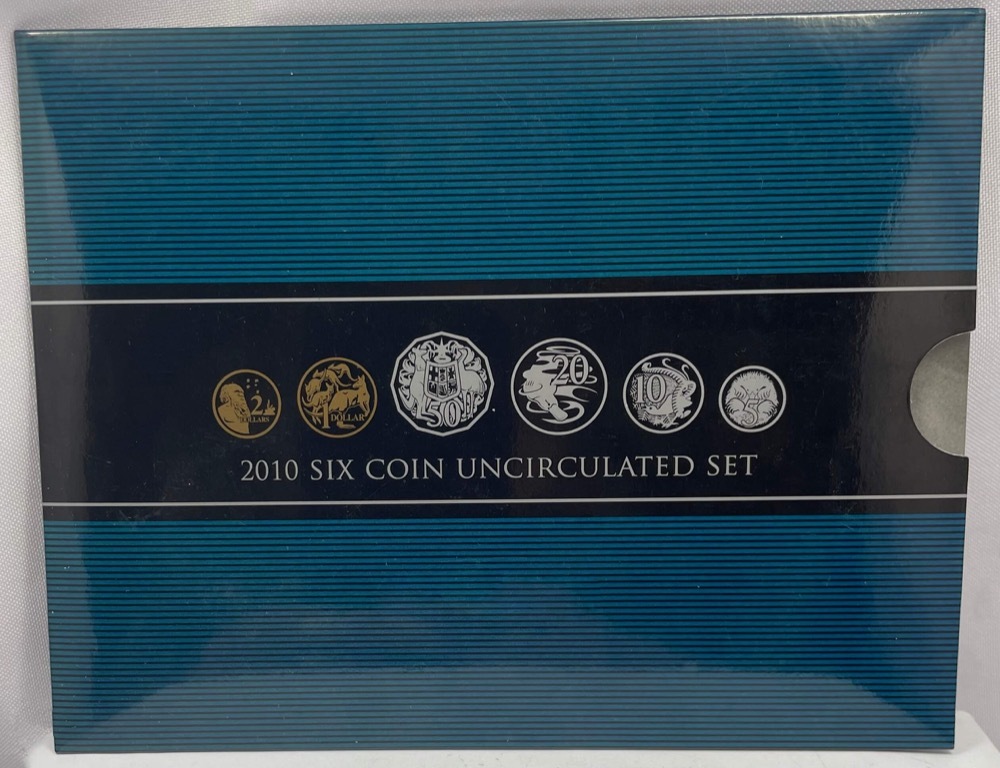 2
DOLLARS
1 DOLLAR
50
20
10
5
2010 SIX COIN UNCIRCULATED SET